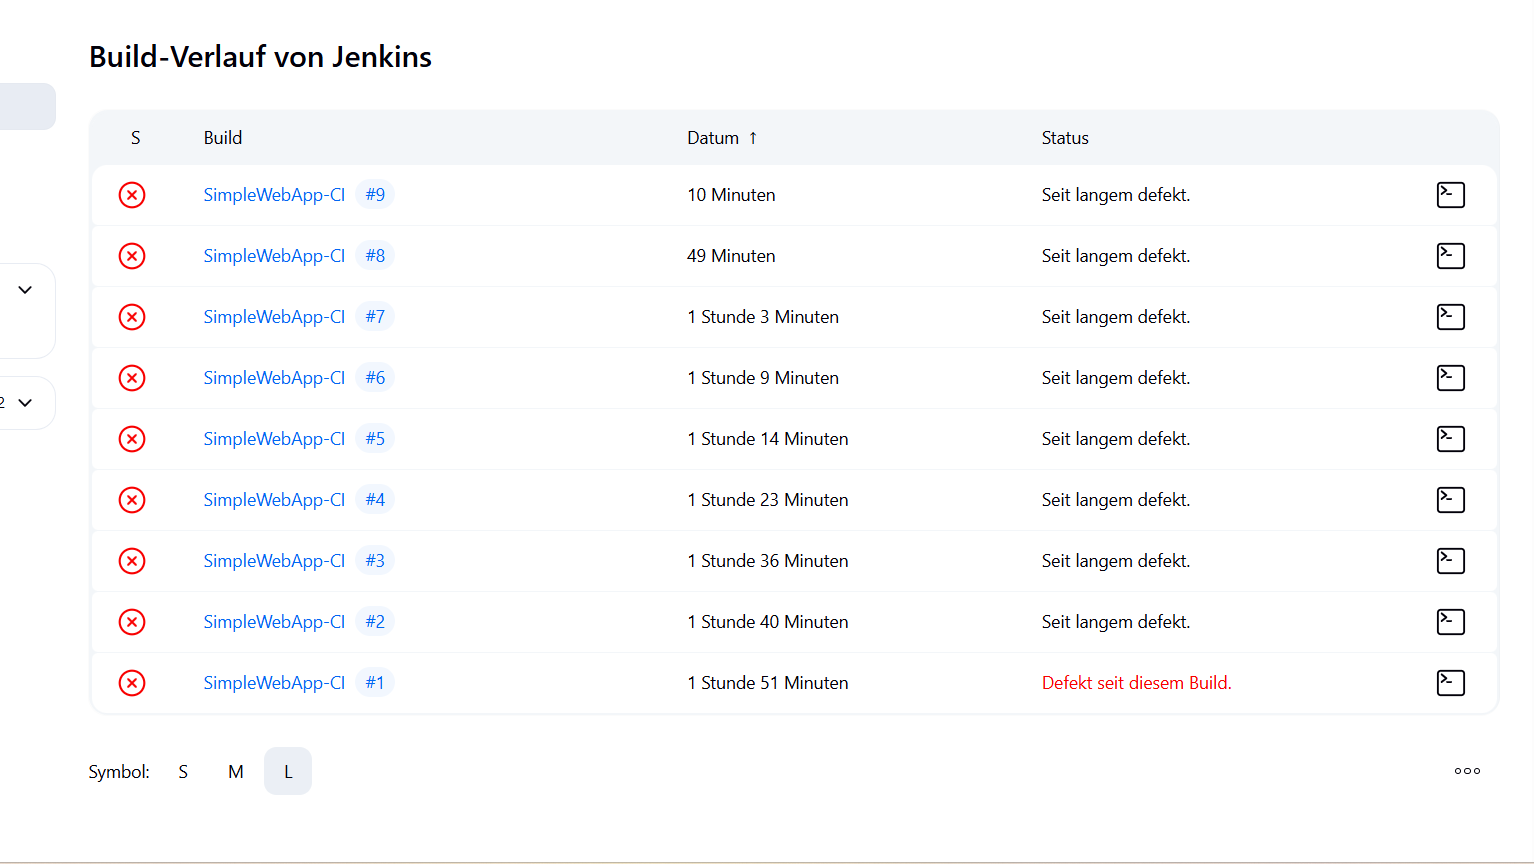 Build-Verlauf von Jenkins
S Build Datum ↑ Status
SimpleWebApp-CI #9 10 Minuten Seit langem defekt.
SimpleWebApp-CI #8 49 Minuten Seit langem defekt.
SimpleWebApp-CI #7 1 Stunde 3 Minuten Seit langem defekt.
SimpleWebApp-CI #6 1 Stunde 9 Minuten Seit langem defekt.
2
SimpleWebApp-CI #5 1 Stunde 14 Minuten Seit langem defekt.
SimpleWebApp-CI #4 1 Stunde 23 Minuten Seit langem defekt.
SimpleWebApp-CI #3 1 Stunde 36 Minuten Seit langem defekt.
SimpleWebApp-CI #2 1 Stunde 40 Minuten Seit langem defekt.
SimpleWebApp-CI #1 1 Stunde 51 Minuten Defekt seit diesem Build.
Symbol: S M L